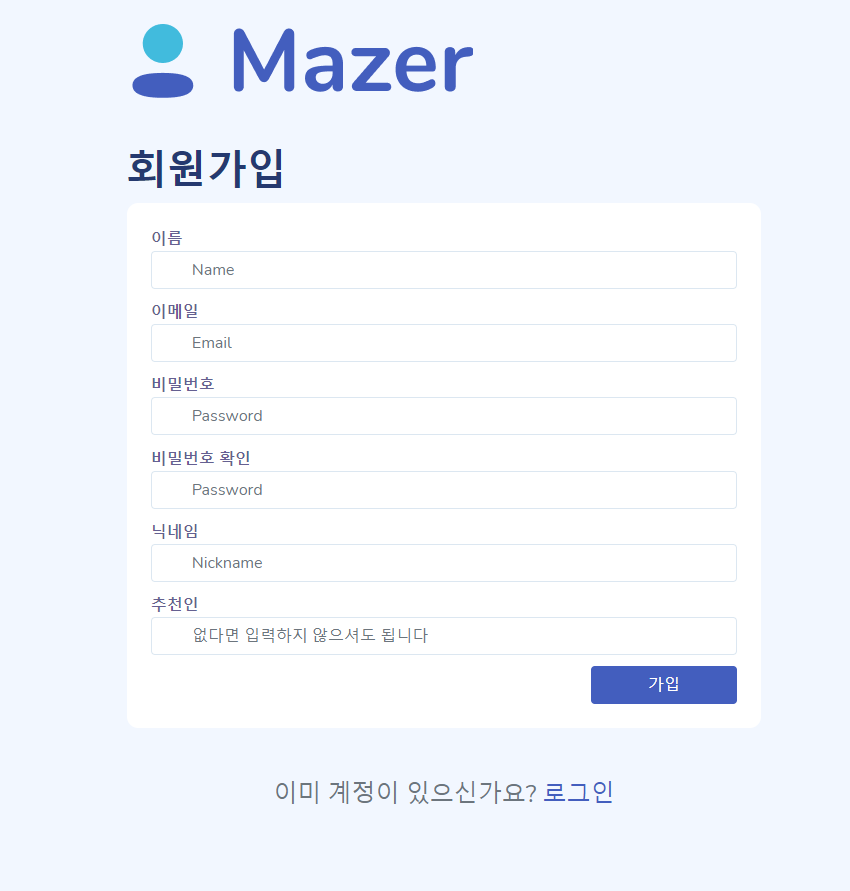 Mazer
회원가입
이름
Name
이메일
Email
비밀번호
Password
비밀번호 확인
Password
닉네임
Nickname
추천인
없다면 입력하지 않으셔도 됩니다
가입
이미 계정이 있으신가요? 로그인